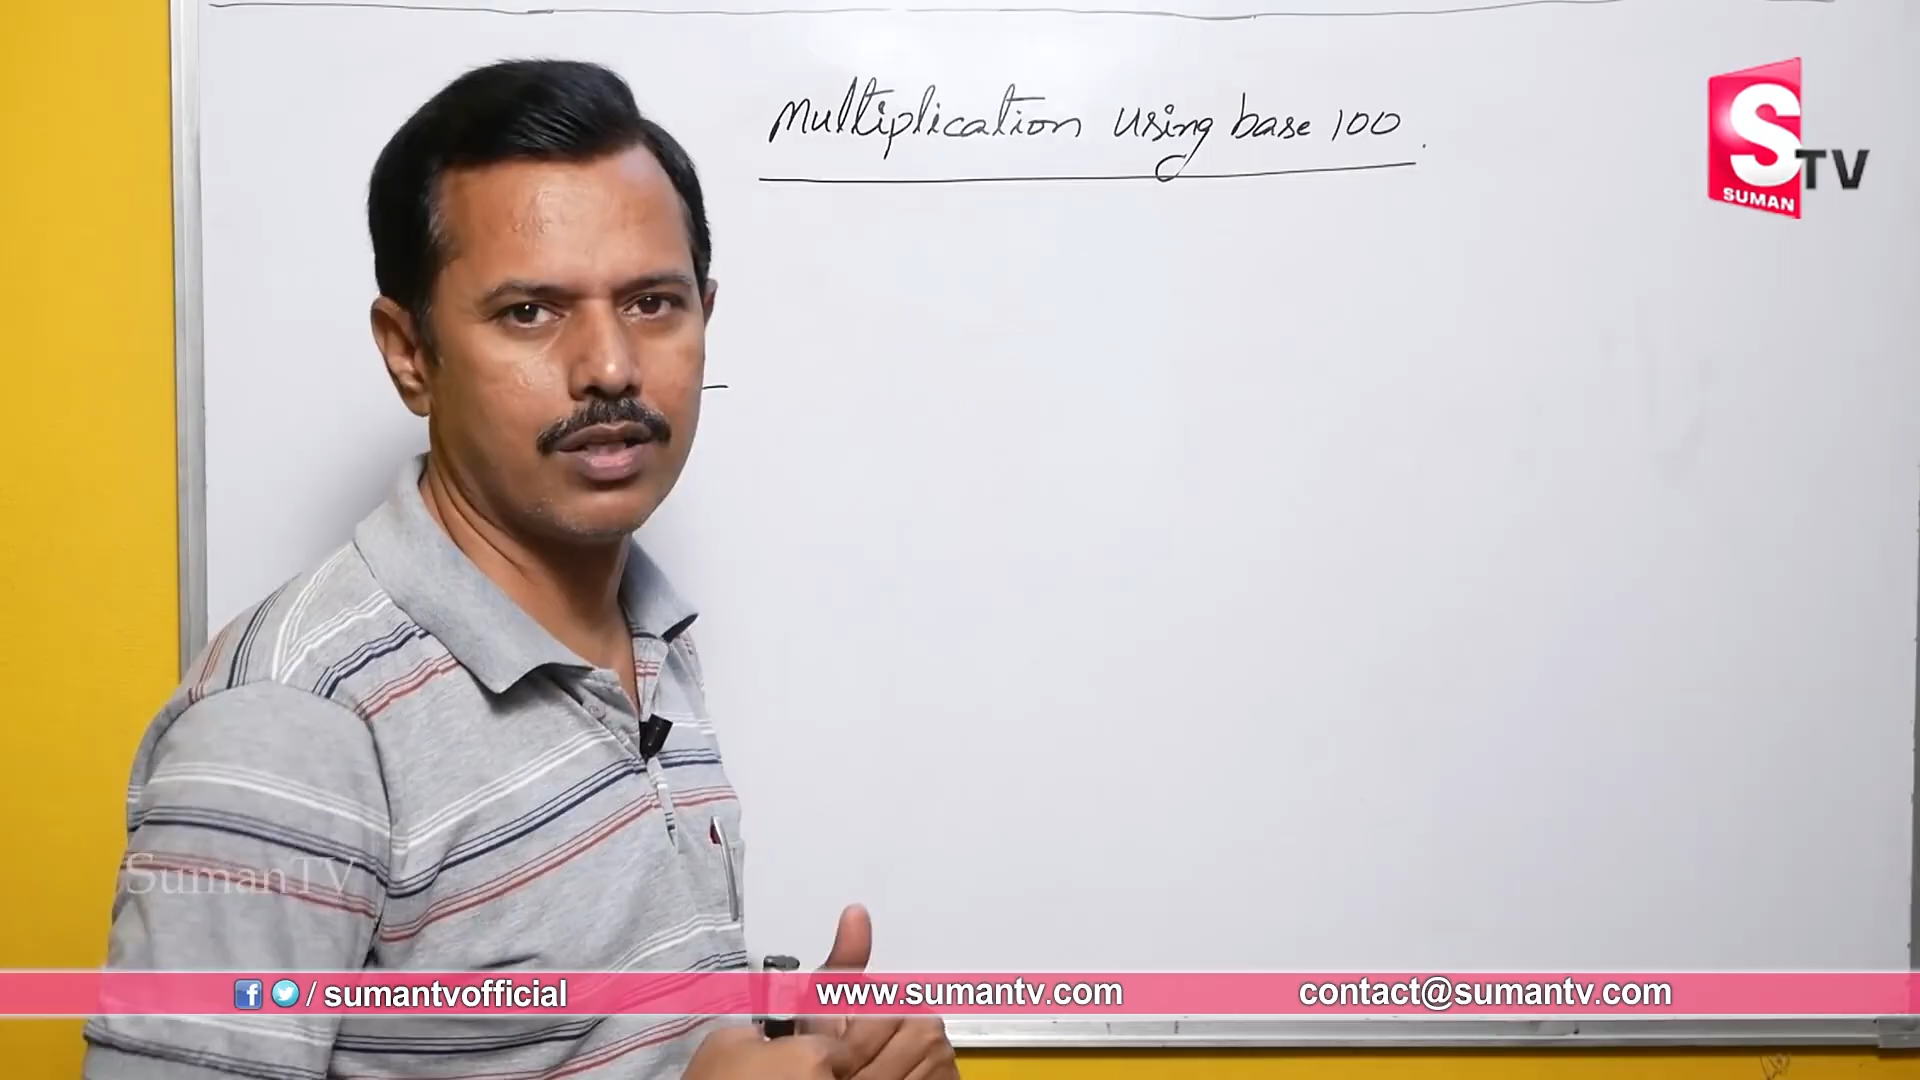 Multiplication using base 100.
S TV
SUMAN
SumanTV
/ sumantvofficial
www.sumantv.com
contact@sumantv.com